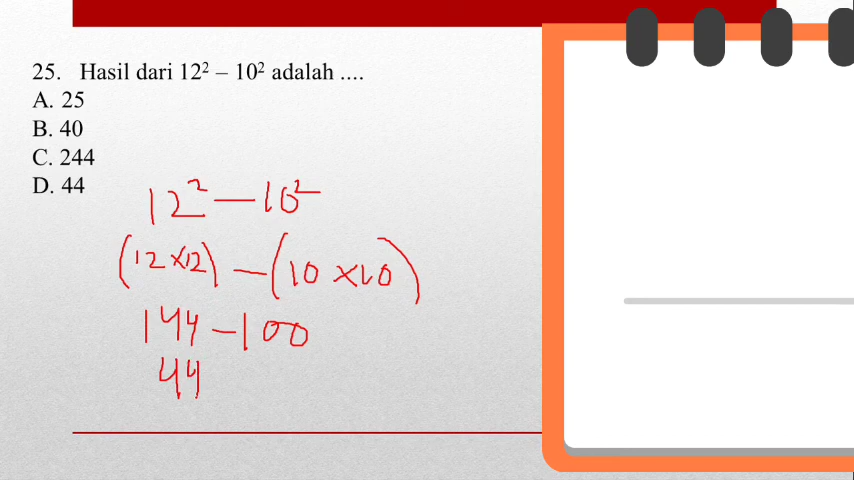 25. Hasil dari 12² – 10² adalah ....
A. 25
B. 40
C. 244
D. 44
12² – 10²
(12 × 12) – (10 × 10)
144 – 100
44